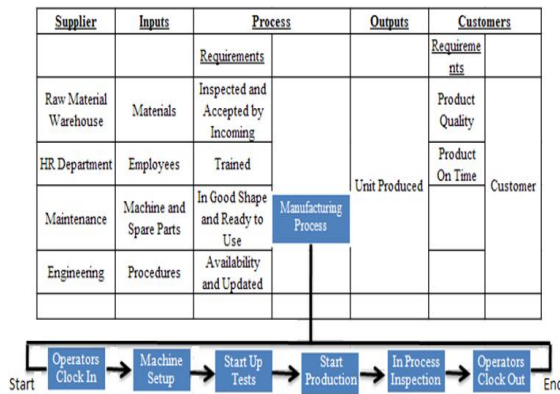 Supplier Inputs Process Outputs Customers
Requirements Requireme
nts
Raw Material
Warehouse
Materials
Inspected and
Accepted by
Incoming
Product
Quality
HR Department Employees Trained
Product
On Time
Unit Produced
Customer
Maintenance
Machine and
Spare Parts
In Good Shape
and Ready to
Use
Manufacturing
Process
Engineering Procedures
Availability
and Updated
Start
Operators
Clock In
Machine
Setup
Start Up
Tests
Start
Production
In Process
Inspection
Operators
Clock Out
End